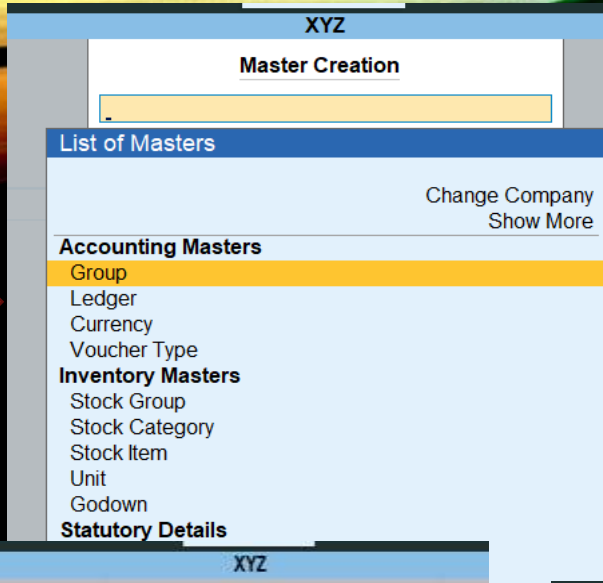 XYZ
Master Creation
List of Masters
Change Company
Show More
Accounting Masters
Group
Ledger
Currency
Voucher Type
Inventory Masters
Stock Group
Stock Category
Stock Item
Unit
Godown
Statutory Details
XYZ